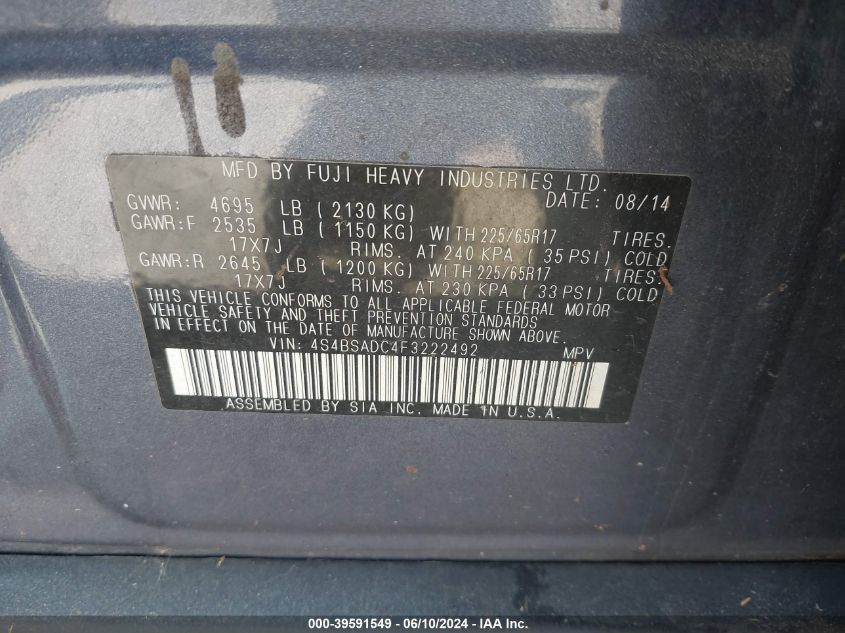 MFD BY FUJI HEAVY INDUSTRIES LTD.
DATE: 08/14
GVWR: 4695 LB ( 2130 KG)
GAWR:F 2535 LB ( 1150 KG) WITH 225/65R17 TIRES.
17X7J RIMS. AT 240 KPA ( 35 PSI) COLD
GAWR:R 2645 LB ( 1200 KG) WITH 225/65R17 TIRES.
17X7J RIMS. AT 230 KPA ( 33 PSI) COLD
THIS VEHICLE CONFORMS TO ALL APPLICABLE FEDERAL MOTOR
VEHICLE SAFETY AND THEFT PREVENTION STANDARDS
IN EFFECT ON THE DATE OF MANUFACTURE SHOWN ABOVE.
VIN: 4S4BSADC4F3222492 MPV
ASSEMBLED BY SIA INC. MADE IN U.S.A.
000-39591549 - 06/10/2024 - IAA Inc.